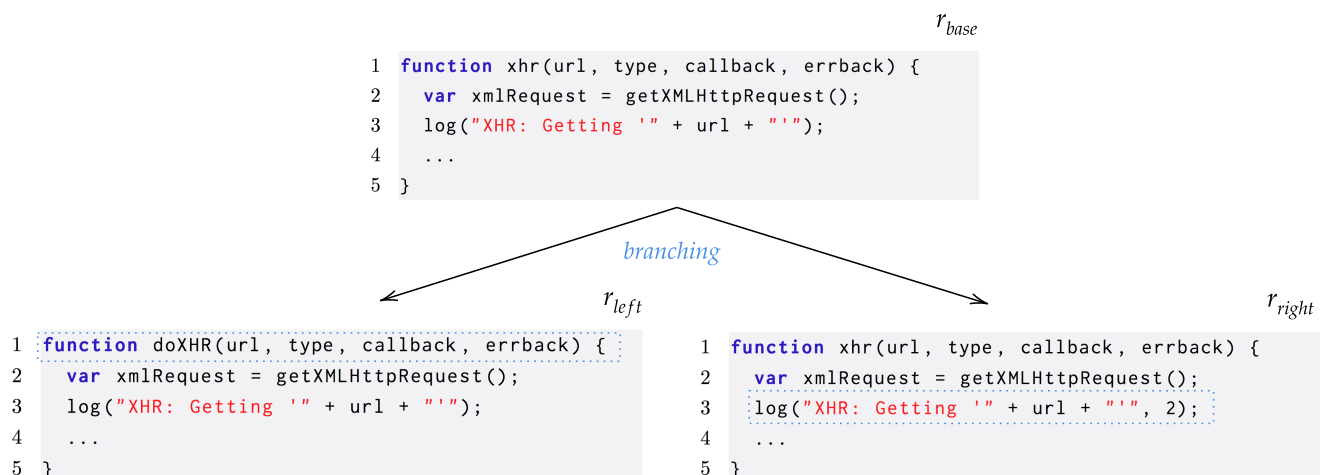 r_base
1 function xhr(url, type, callback, errback) {
2 var xmlRequest = getXMLHttpRequest();
3 log("XHR: Getting '" + url + "'");
4 ...
5 }
branching
r_left
1 function doXHR(url, type, callback, errback) {
2 var xmlRequest = getXMLHttpRequest();
3 log("XHR: Getting '" + url + "'");
4 ...
5 }
r_right
1 function xhr(url, type, callback, errback) {
2 var xmlRequest = getXMLHttpRequest();
3 log("XHR: Getting '" + url + "'", 2);
4 ...
5 }